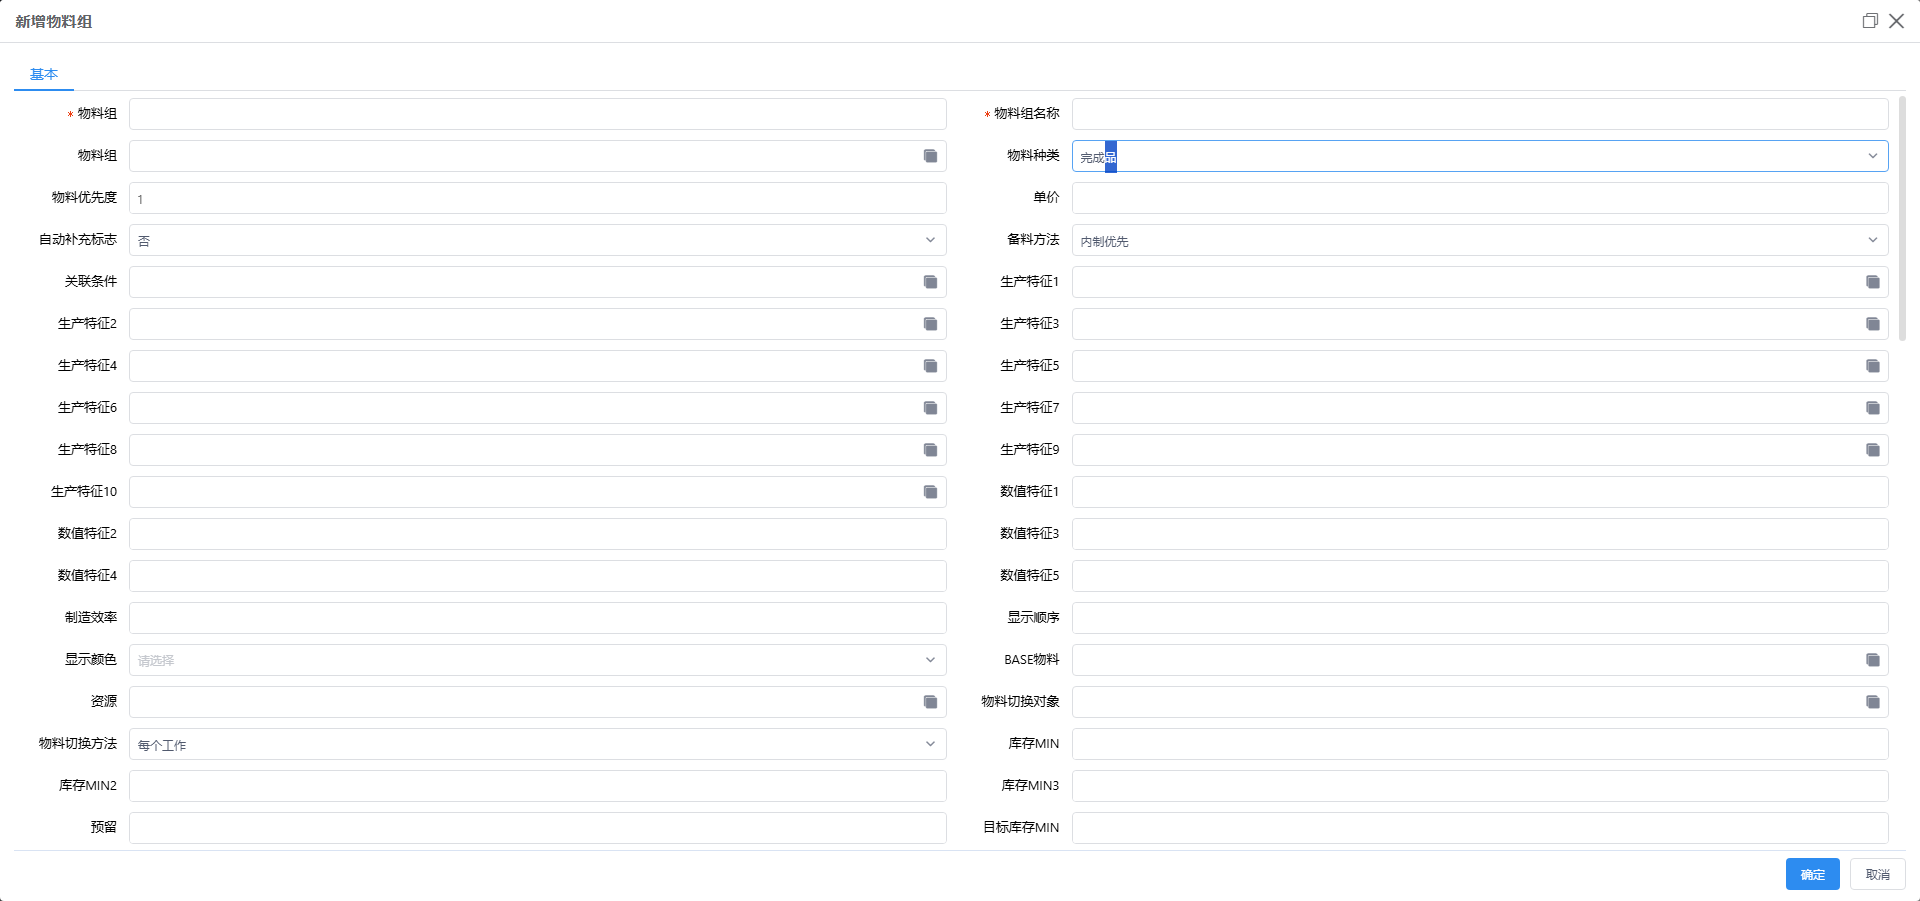 新增物料组
基本
* 物料组
* 物料组名称
物料组
物料种类 完成品
物料优先度 1
单价
自动补充标志 否
备料方法 内制优先
关联条件
生产特征1
生产特征2
生产特征3
生产特征4
生产特征5
生产特征6
生产特征7
生产特征8
生产特征9
生产特征10
数值特征1
数值特征2
数值特征3
数值特征4
数值特征5
制造效率
显示顺序
显示颜色 请选择
BASE物料
资源
物料切换对象
物料切换方法 每个工作
库存MIN
库存MIN2
库存MIN3
预留
目标库存MIN
确定
取消